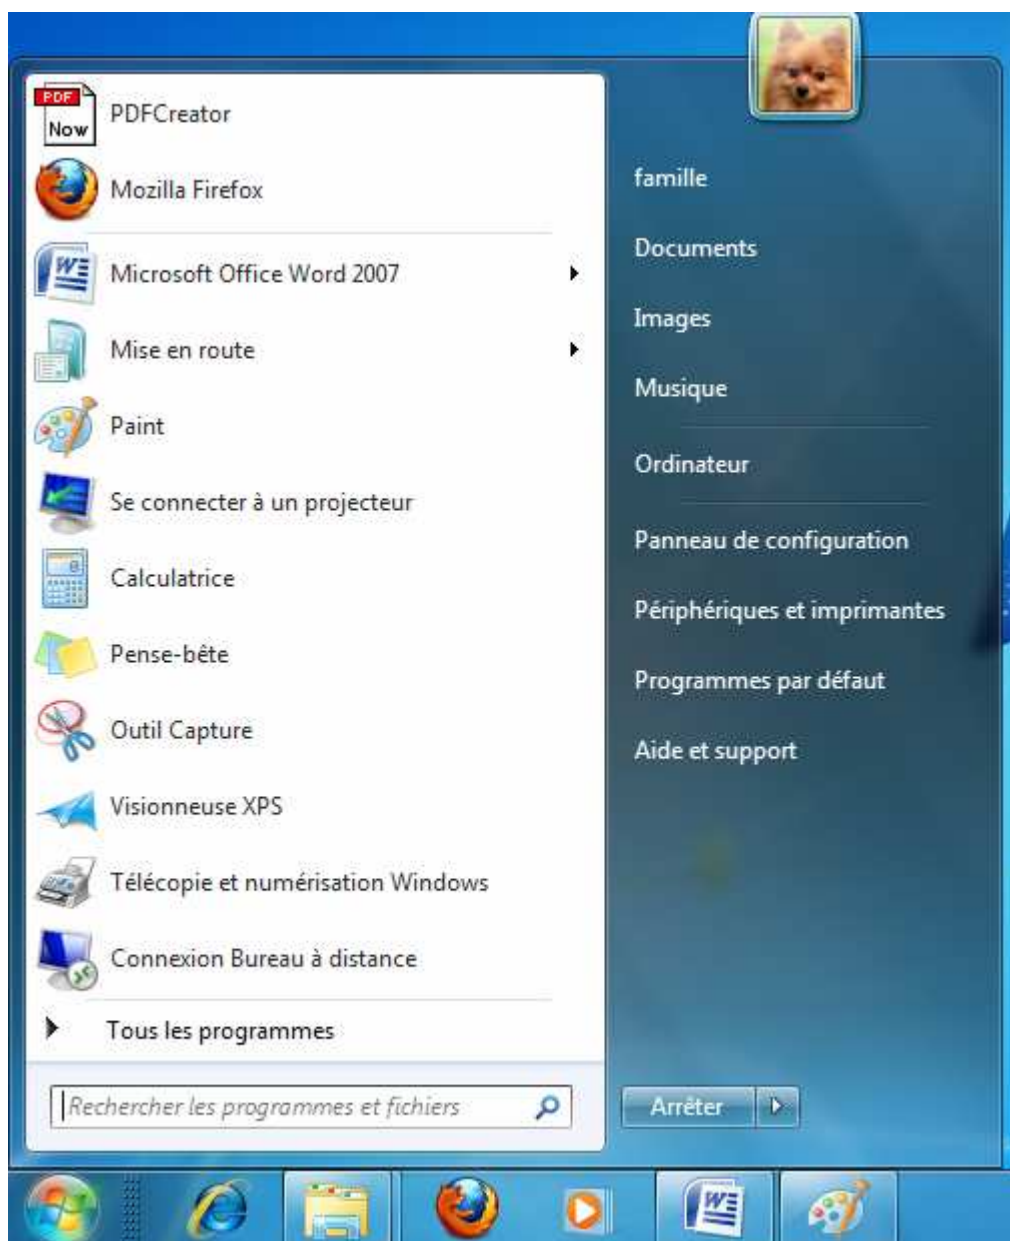 PDF
Now
PDFCreator
Mozilla Firefox
Microsoft Office Word 2007
Mise en route
Paint
Se connecter à un projecteur
Calculatrice
Pense-bête
Outil Capture
Visionneuse XPS
Télécopie et numérisation Windows
Connexion Bureau à distance
Tous les programmes
Rechercher les programmes et fichiers
famille
Documents
Images
Musique
Ordinateur
Panneau de configuration
Périphériques et imprimantes
Programmes par défaut
Aide et support
Arrêter